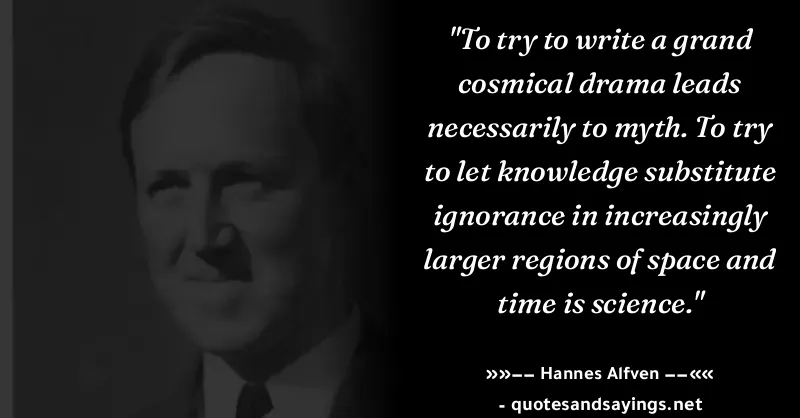 "To try to write a grand
cosmical drama leads
necessarily to myth. To try
to let knowledge substitute
ignorance in increasingly
larger regions of space and
time is science."
»»–– Hannes Alfven ––««
- quotesandsayings.net